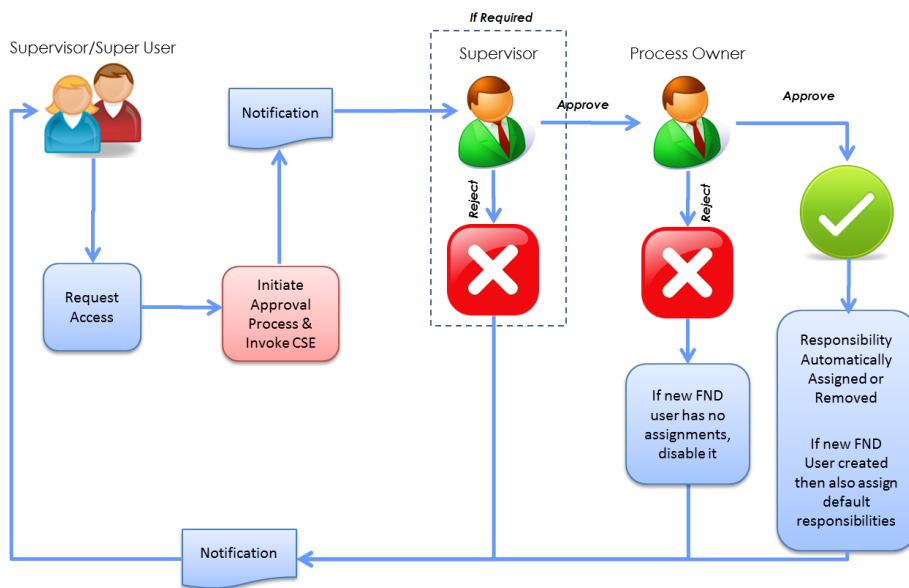 If Required
Supervisor/Super User
Supervisor
Process Owner
Notification
Approve
Approve
Reject
Reject
Request
Access
Initiate
Approval
Process &
Invoke CSE
Responsibility
Automatically
Assigned or
Removed
If new FND
User created
then also assign
default
responsibilities
If new FND
user has no
assignments,
disable it
Notification